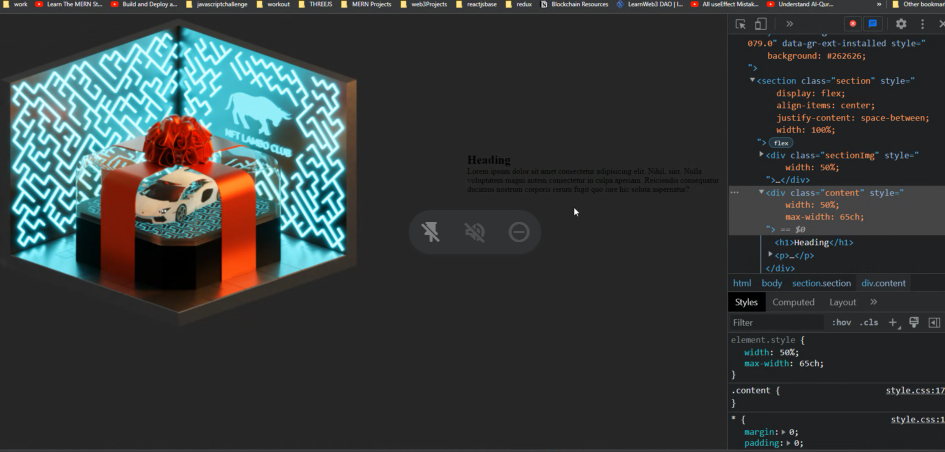 work
Learn The MERN St...
Build and Deploy a...
javascriptchallenge
workout
THREEJS
MERN Projects
web3Projects
reactjsbase
redux
Blockchain Resources
LearnWeb3 DAO | I...
All useEffect Mistak...
Understand Al-Qur...
»
Other bookmar
NFT LAMBO CLUB
Heading
Lorem ipsum dolor sit amet consectetur adipisicing elit. Nihil, sint. Nulla
voluptatem magni autem consectetur in culpa aperiam. Reiciendis consequatur
ducimus nostrum corporis rerum fugit quo iure hic soluta aspernatur?
»
079.0" data-gr-ext-installed style="
background: #262626;
">
<section class="section" style="
display: flex;
align-items: center;
justify-content: space-between;
width: 100%;
"> flex
<div class="sectionImg" style="
width: 50%;
">…</div>
<div class="content" style="
width: 50%;
max-width: 65ch;
"> == $0
<h1>Heading</h1>
<p>…</p>
</div>
html body section.section div.content
Styles Computed Layout »
Filter :hov .cls +
element.style {
width: 50%;
max-width: 65ch;
}
.content { style.css:17
}
* { style.css:1
margin: 0;
padding: 0;